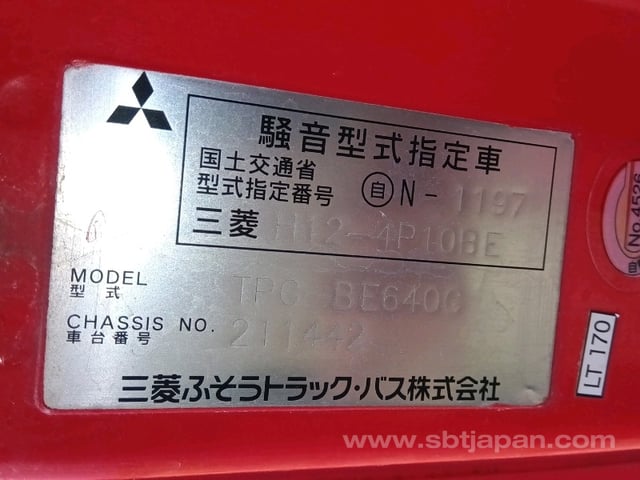 騒音型式指定車
国土交通省
型式指定番号 自 N-1197
三菱 H12-4P10BE
MODEL
型式 TPG-BE640G
CHASSIS NO.
車台番号 211442
三菱ふそうトラック・バス株式会社
LT 170
No.4526
www.sbtjapan.com